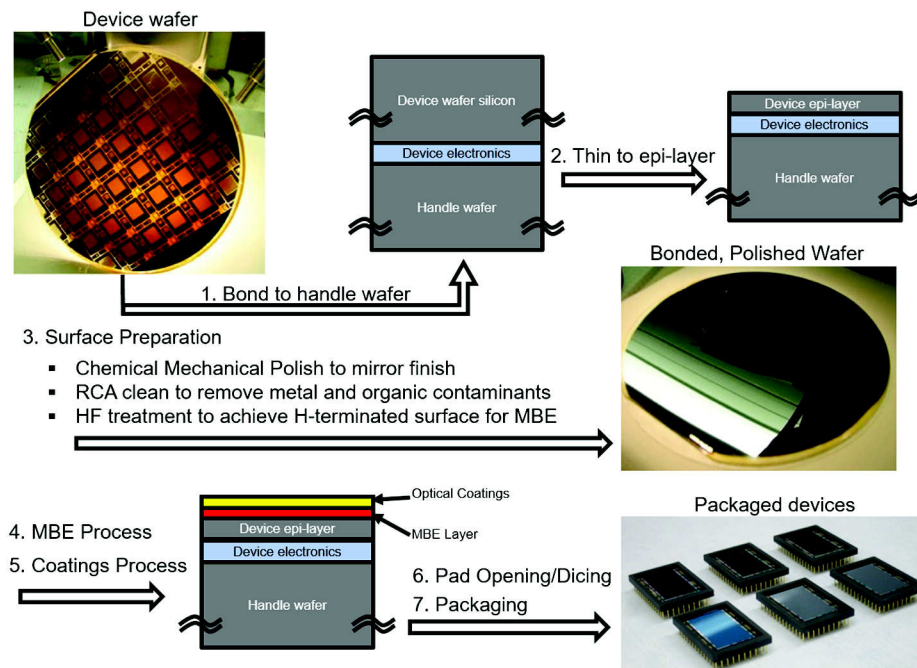 Device wafer
Device wafer silicon
Device electronics
Handle wafer
2. Thin to epi-layer
Device epi-layer
Device electronics
Handle wafer
1. Bond to handle wafer
Bonded, Polished Wafer
3. Surface Preparation
▪ Chemical Mechanical Polish to mirror finish
▪ RCA clean to remove metal and organic contaminants
▪ HF treatment to achieve H-terminated surface for MBE
4. MBE Process
5. Coatings Process
Optical Coatings
MBE Layer
Device epi-layer
Device electronics
Handle wafer
6. Pad Opening/Dicing
7. Packaging
Packaged devices